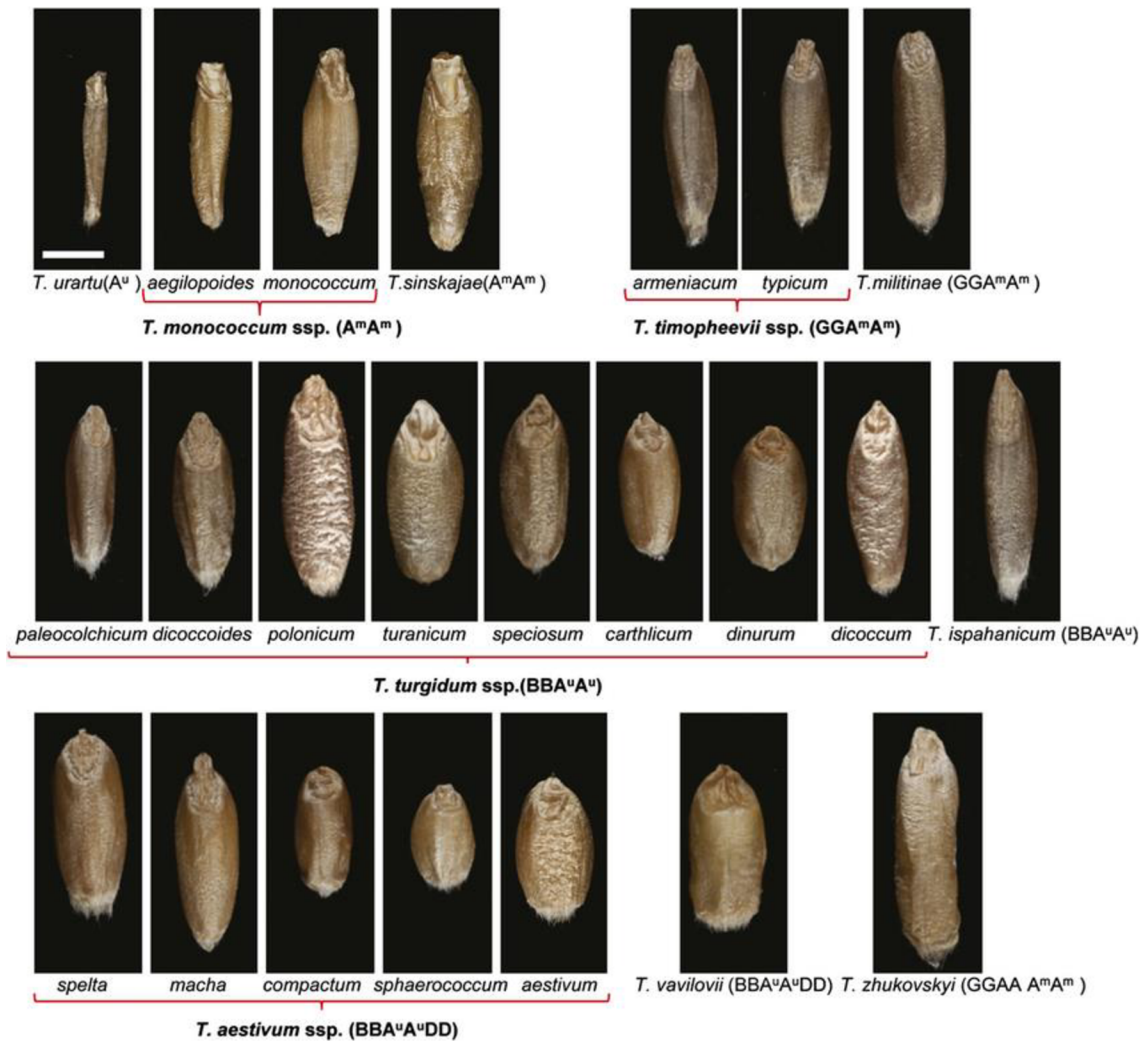 T. urartu(Aᵘ ) aegilopoides monococcum T.sinskajae(AᵐAᵐ ) armeniacum typicum T.militinae (GGAᵐAᵐ)
T. monococcum ssp. (AᵐAᵐ ) T. timopheevii ssp. (GGAᵐAᵐ)
paleocolchicum dicoccoides polonicum turanicum speciosum carthlicum dinurum dicoccum T. ispahanicum (BBAᵘAᵘ)
T. turgidum ssp.(BBAᵘAᵘ)
spelta macha compactum sphaerococcum aestivum T. vavilovii (BBAᵘAᵘDD) T. zhukovskyi (GGAA AᵐAᵐ )
T. aestivum ssp. (BBAᵘAᵘDD)